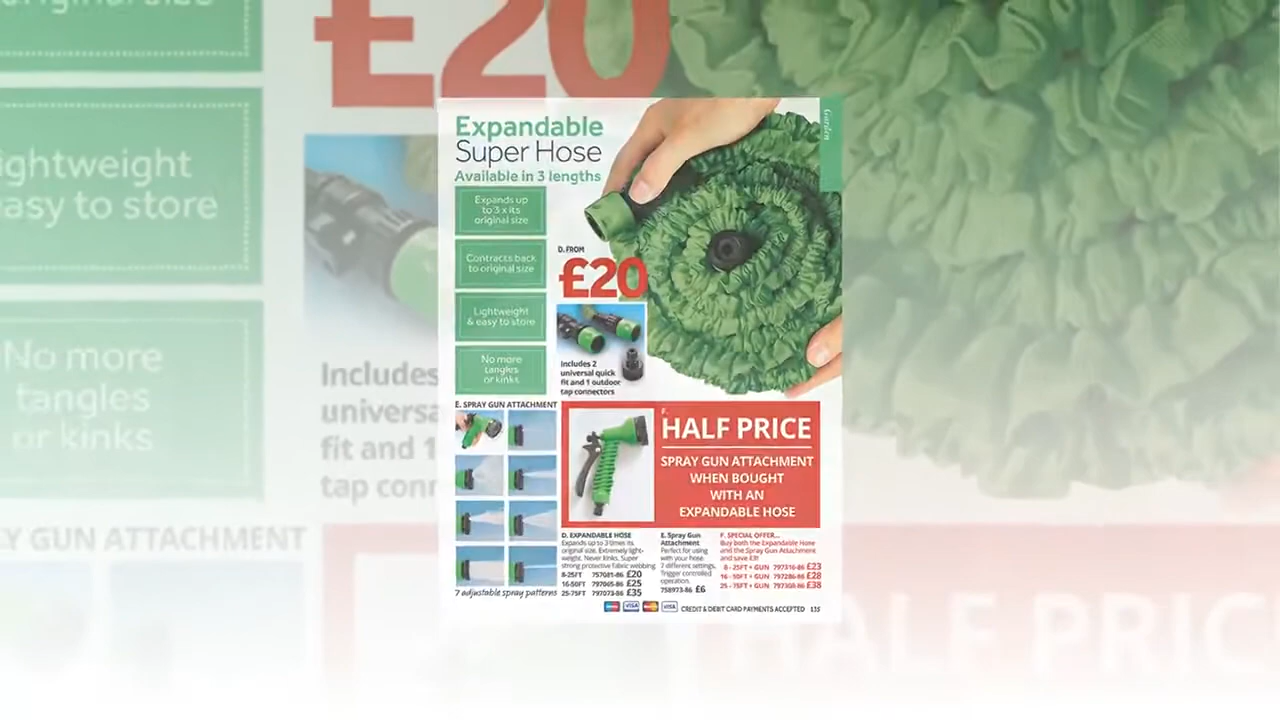 £20
ightweight
easy to store
No more
tangles
or kinks
Includes
universa
fit and 1
tap conn
Y GUN ATTACHMENT
HALF PRIC
Garden
Expandable
Super Hose
Available in 3 lengths
Expands up
to 3 x its
original size
Contracts back
to original size
Lightweight
& easy to store
No more
tangles
or kinks
D. FROM
£20
Includes 2
universal quick
fit and 1 outdoor
tap connectors
E. SPRAY GUN ATTACHMENT
7 adjustable spray patterns
F.
HALF PRICE
SPRAY GUN ATTACHMENT
WHEN BOUGHT
WITH AN
EXPANDABLE HOSE
D. EXPANDABLE HOSE
Expands up to 3 times its
original size. Extremely light-
weight. Never kinks. Super
strong protective fabric webbing.
8-25FT 757081-86 £20
16-50FT 797065-86 £25
25-75FT 797073-86 £35
E. Spray Gun
Attachment
Perfect for using
with your hose.
7 different settings.
Trigger controlled
operation.
758973-86 £6
F. SPECIAL OFFER...
Buy both the Expandable Hose
and the Spray Gun Attachment
and save £3!
8 - 25FT + GUN 797316-86 £23
16 - 50FT + GUN 797286-86 £28
25 - 75FT + GUN 797308-86 £38
VISA
VISA
CREDIT & DEBIT CARD PAYMENTS ACCEPTED 135